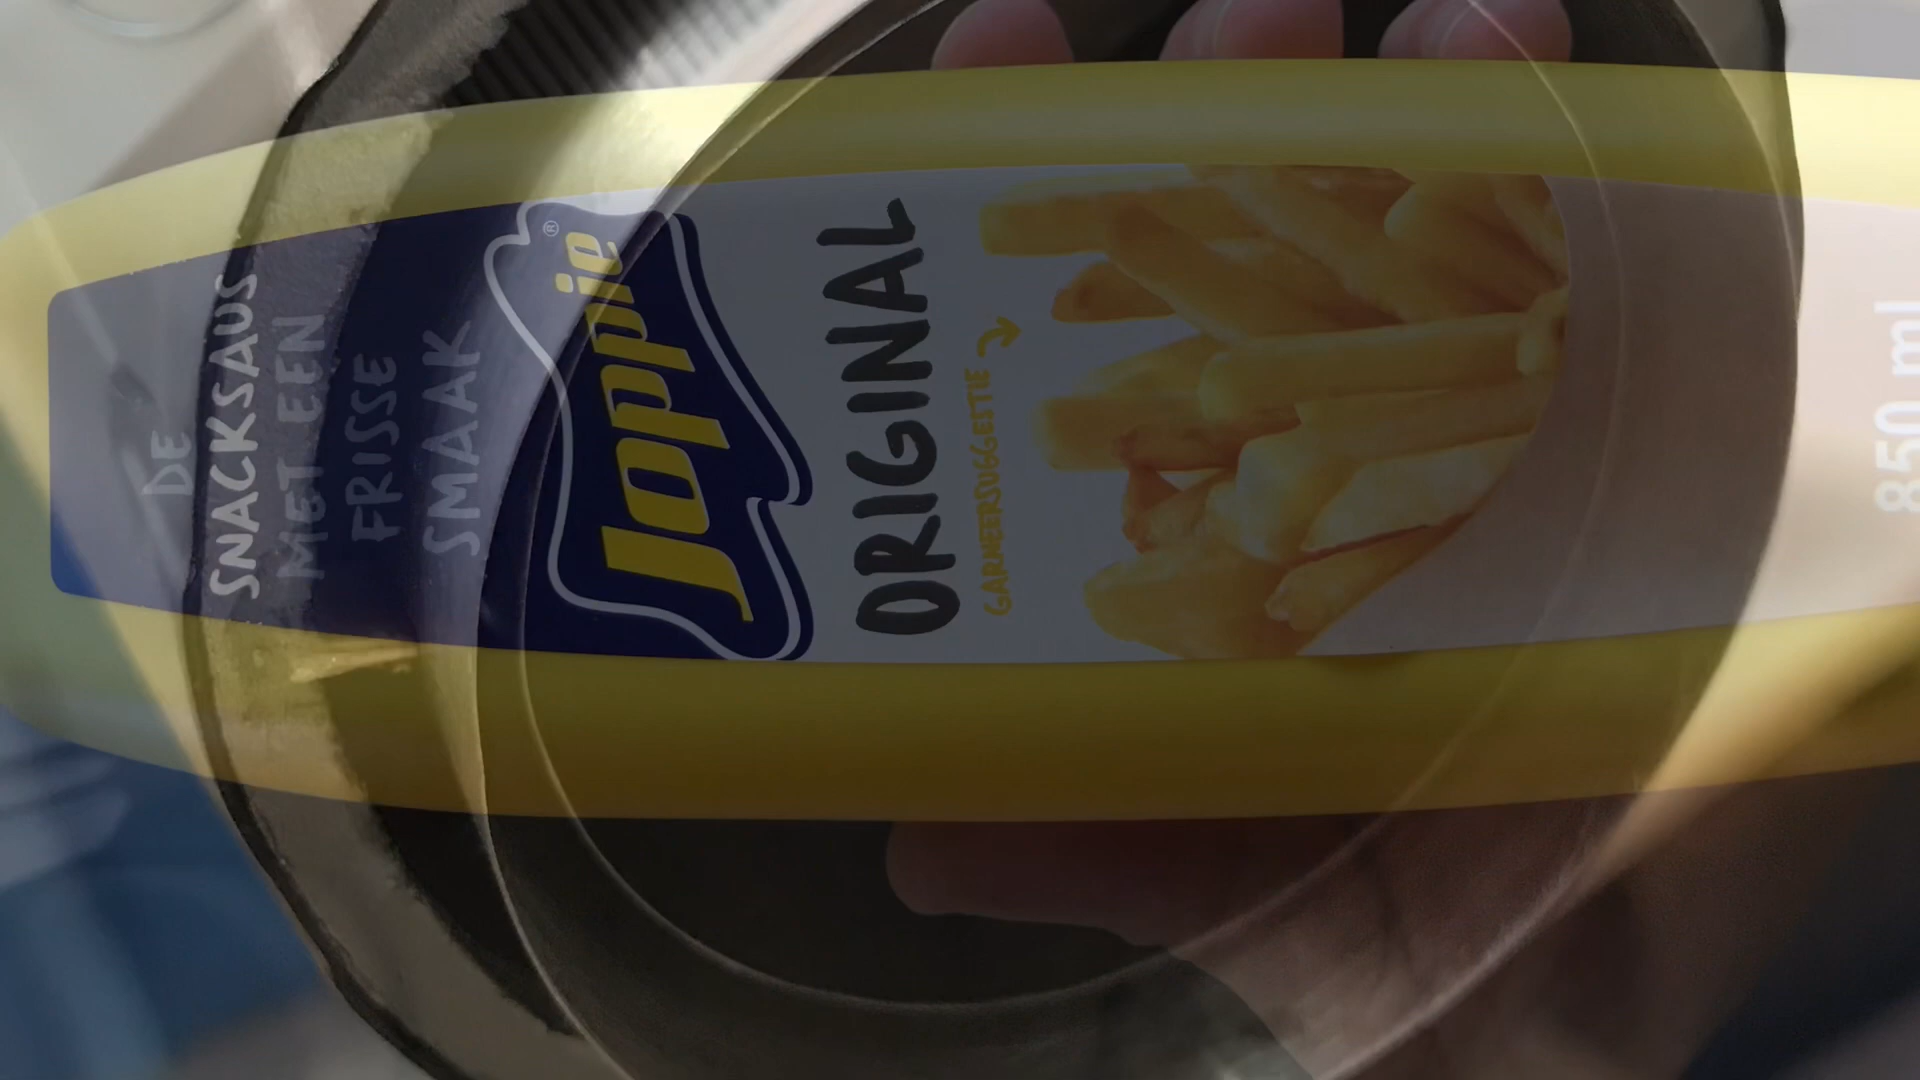 DE
SNACKSAUS
MET EEN
FRISSE
SMAAK
Joppie®
ORIGINAL
GARNEERSUGGESTIE
850 ml